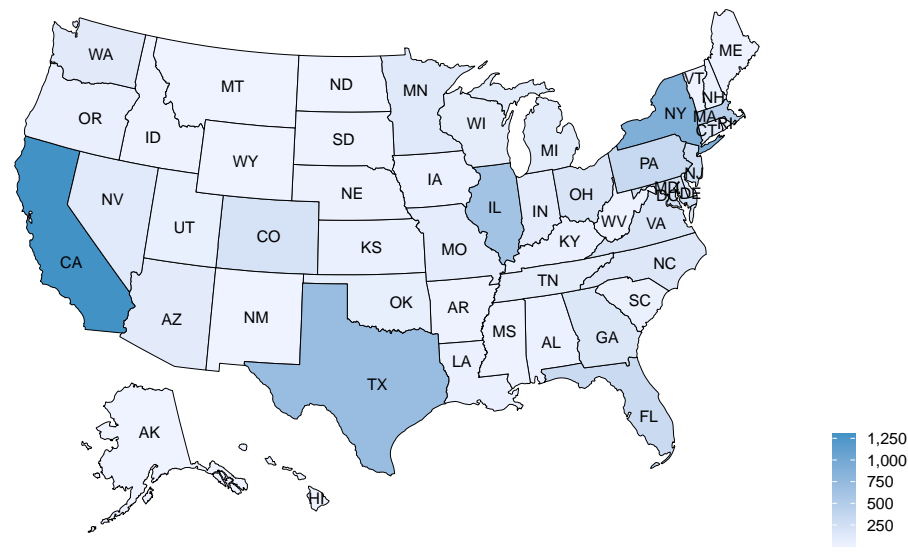 ME
WA
MT
ND
MN
VT
NH
OR
ID
SD
WI
NY
MA
RI
CT
WY
MI
PA
IA
NE
NJ
NV
OH
MD
DE
DC
UT
CO
IL
IN
WV
VA
KS
MO
KY
CA
NC
TN
AZ
NM
OK
AR
SC
MS
AL
GA
LA
TX
FL
AK
HI
1,250
1,000
750
500
250